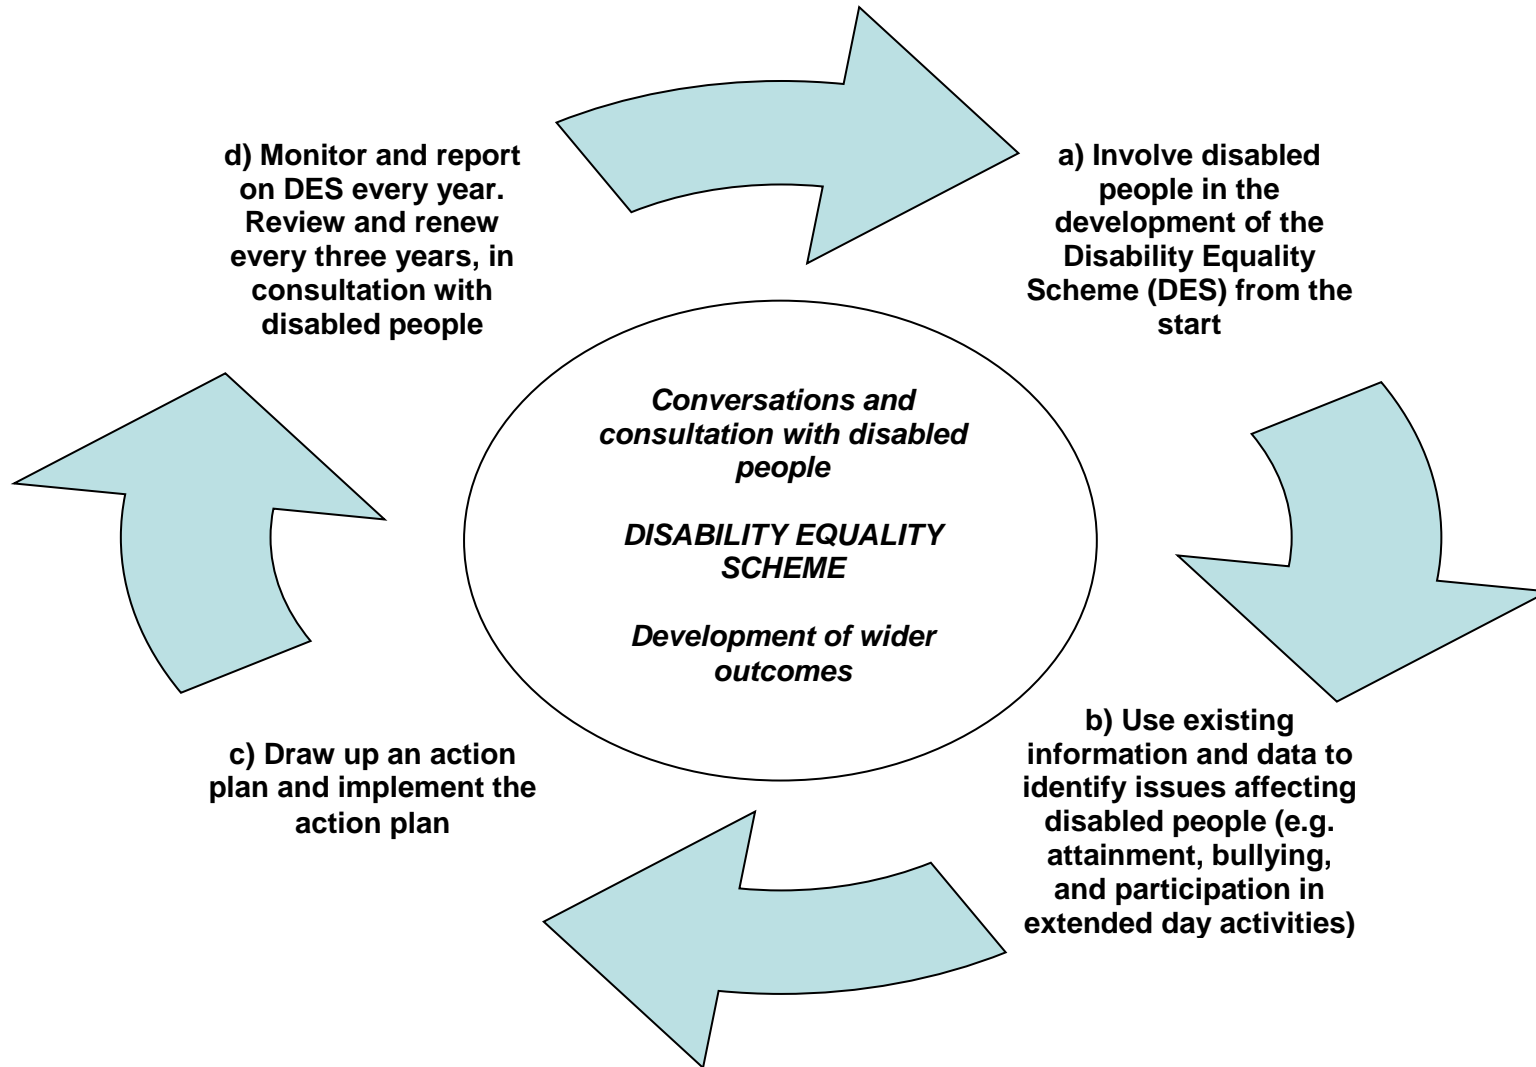 d) Monitor and report
on DES every year.
Review and renew
every three years, in
consultation with
disabled people
a) Involve disabled
people in the
development of the
Disability Equality
Scheme (DES) from the
start
Conversations and
consultation with disabled
people
DISABILITY EQUALITY
SCHEME
Development of wider
outcomes
c) Draw up an action
plan and implement the
action plan
b) Use existing
information and data to
identify issues affecting
disabled people (e.g.
attainment, bullying,
and participation in
extended day activities)